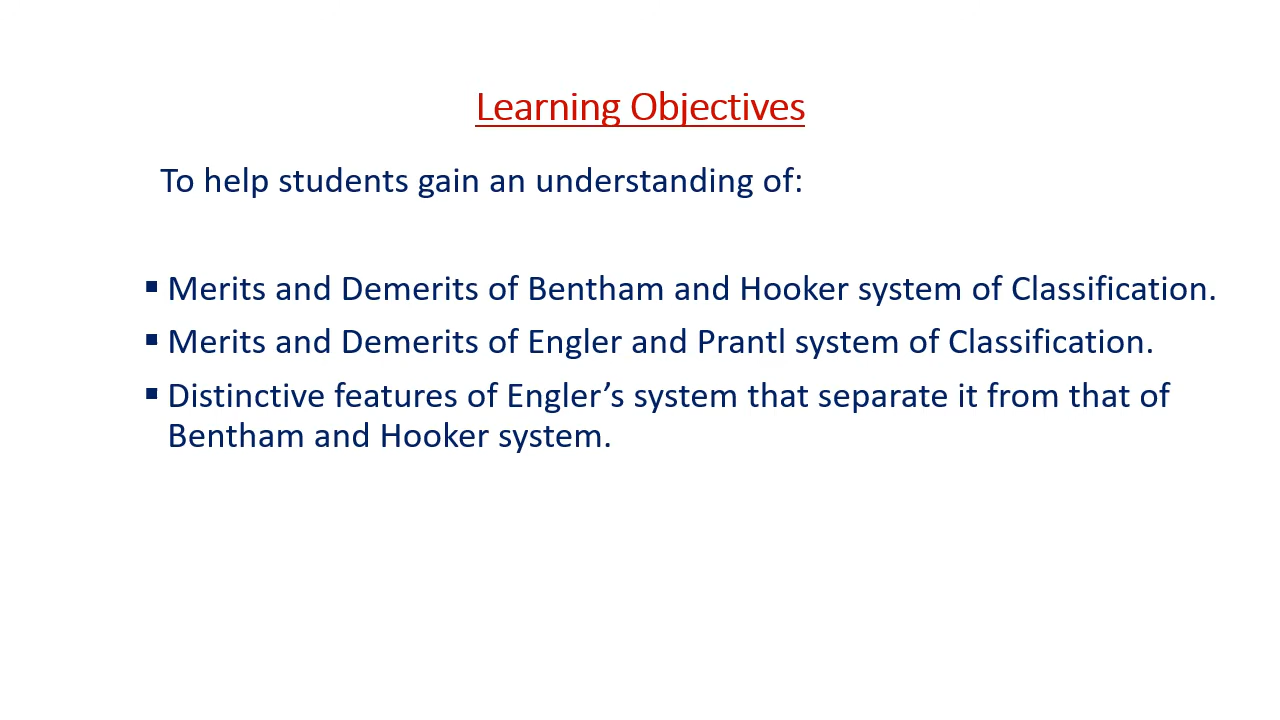 Learning Objectives
To help students gain an understanding of:
▪ Merits and Demerits of Bentham and Hooker system of Classification.
▪ Merits and Demerits of Engler and Prantl system of Classification.
▪ Distinctive features of Engler’s system that separate it from that of
Bentham and Hooker system.